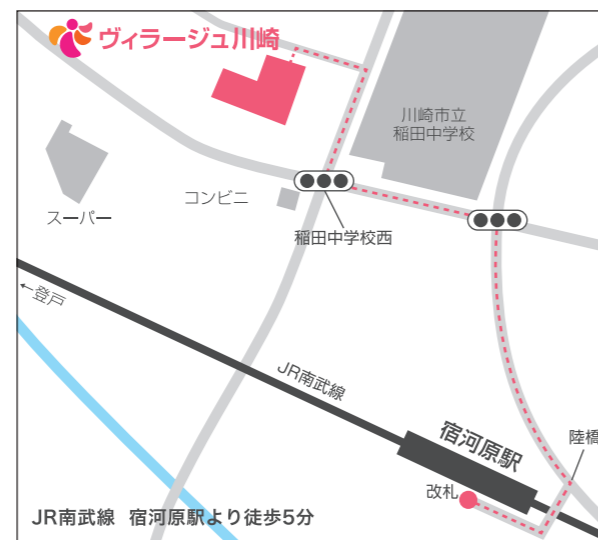 ヴィラージュ川崎
川崎市立
稲田中学校
コンビニ
スーパー
稲田中学校西
←登戸
JR南武線
宿河原駅
陸橋
改札
JR南武線 宿河原駅より徒歩5分